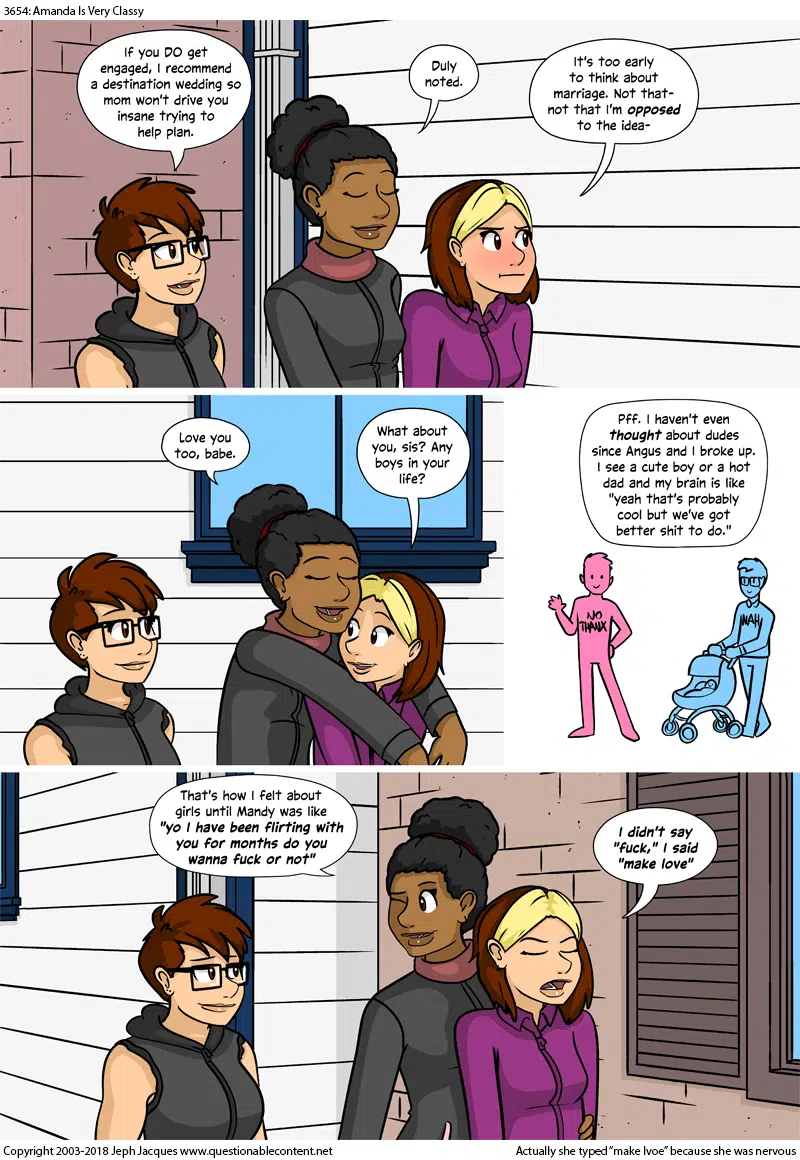 3654: Amanda Is Very Classy
If you DO get
engaged, I recommend
a destination wedding so
mom won't drive you
insane trying to
help plan.
Duly
noted.
It's too early
to think about
marriage. Not that-
not that I'm opposed
to the idea-
Love you
too, babe.
What about
you, sis? Any
boys in your
life?
Pff. I haven't even
thought about dudes
since Angus and I broke up.
I see a cute boy or a hot
dad and my brain is like
"yeah that's probably
cool but we've got
better shit to do."
NO
THANX
NAH
That's how I felt about
girls until Mandy was like
"yo I have been flirting with
you for months do you
wanna fuck or not"
I didn't say
"fuck," I said
"make love"
Copyright 2003-2018 Jeph Jacques www.questionablecontent.net
Actually she typed "make lvoe" because she was nervous